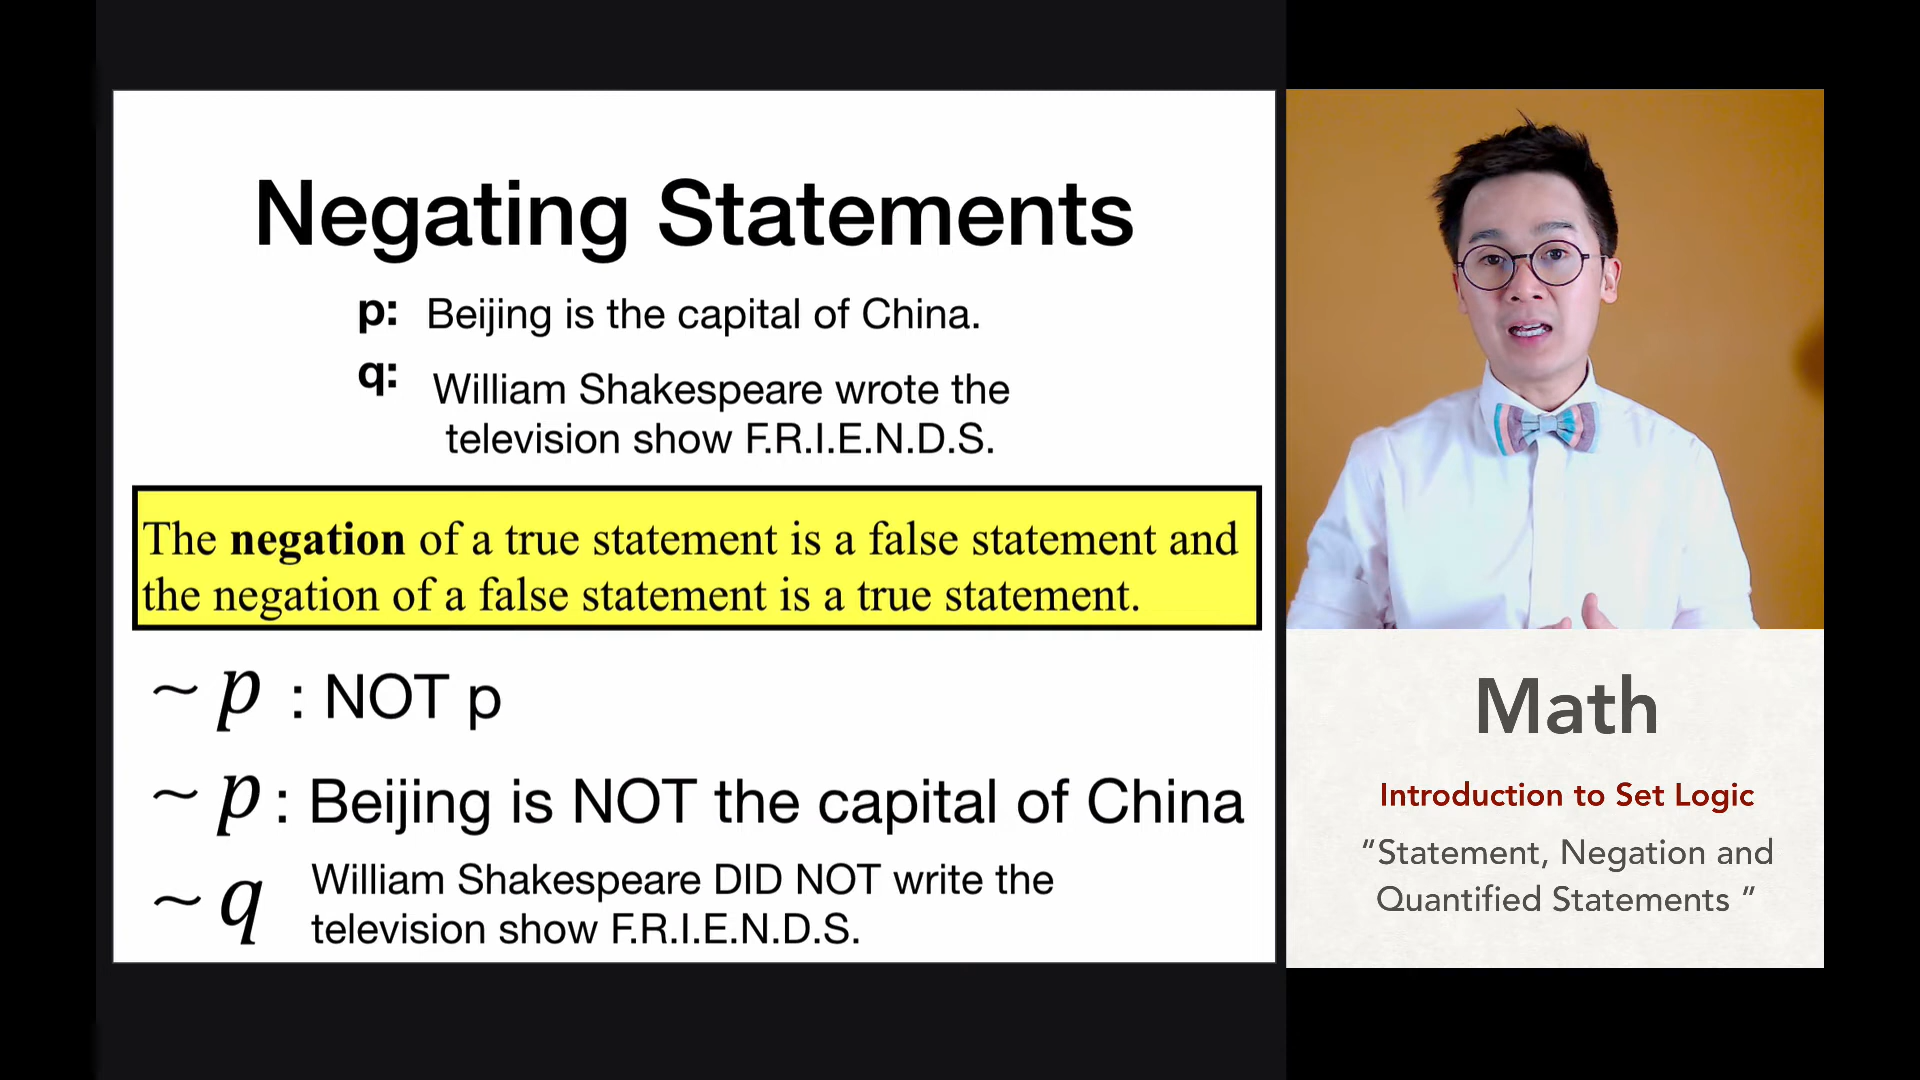 Negating Statements
p: Beijing is the capital of China.
q: William Shakespeare wrote the
television show F.R.I.E.N.D.S.
The negation of a true statement is a false statement and
the negation of a false statement is a true statement.
~ p : NOT p
~ p : Beijing is NOT the capital of China
~ q William Shakespeare DID NOT write the
television show F.R.I.E.N.D.S.
Math
Introduction to Set Logic
“Statement, Negation and
Quantified Statements ”